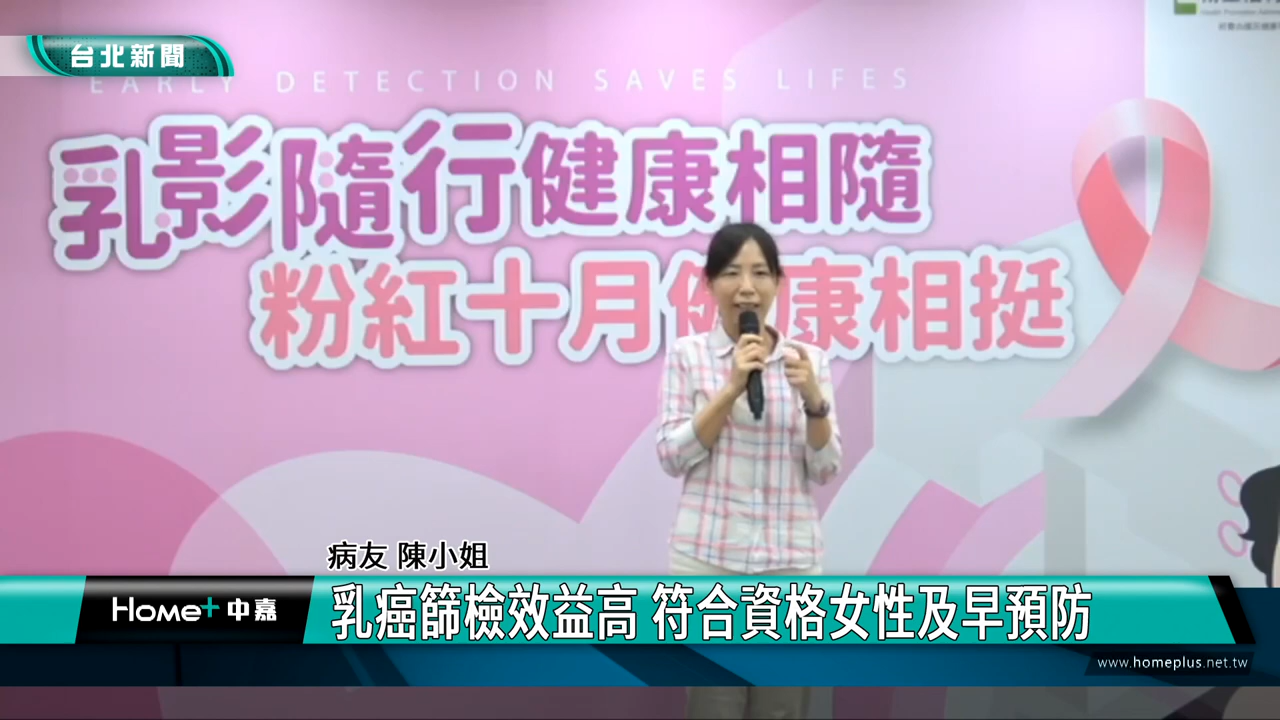 台北新聞
EARLY DETECTION SAVES LIFES
乳影隨行健康相隨
粉紅十月健康相挺
病友 陳小姐
Home+中嘉
乳癌篩檢效益高 符合資格女性及早預防
www.homeplus.net.tw